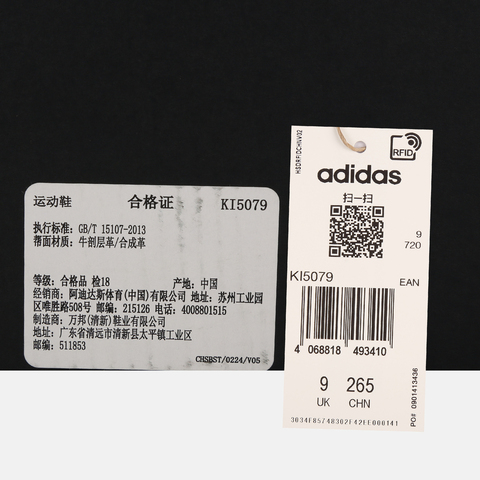 运动鞋 合格证 KI5079
执行标准: GB/T 15107-2013
帮面材质: 牛剖层革/合成革
等级: 合格品 检18 产地: 中国
经销商: 阿迪达斯体育(中国)有限公司 地址: 苏州工业园
区唯胜路508号 邮编: 215126 电话: 4008801515
制造商: 万邦(清新)鞋业有限公司
地址: 广东省清远市清新县太平镇工业区
邮编: 511853
CHSBST/0224/V05
HSDRFIDCHNV02
RFID
adidas
扫一扫
9
720
KI5079
EAN
4 068818 493410
9 265
UK CHN
3034F85748302F42EE000141
PO# 0901413436